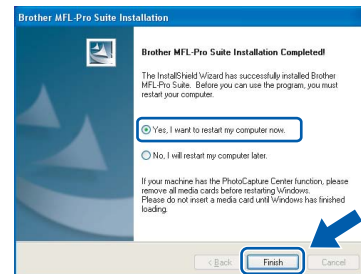 Brother MFL-Pro Suite Installation
Brother MFL-Pro Suite Installation Completed!
The InstallShield Wizard has successfully installed Brother
MFL-Pro Suite. Before you can use the program, you must
restart your computer.
Yes, I want to restart my computer now.
No, I will restart my computer later.
If your machine has the PhotoCapture Center function, please
remove all media cards before restarting Windows.
Please do not insert a media card until Windows has finished
loading.
< Back
Finish
Cancel